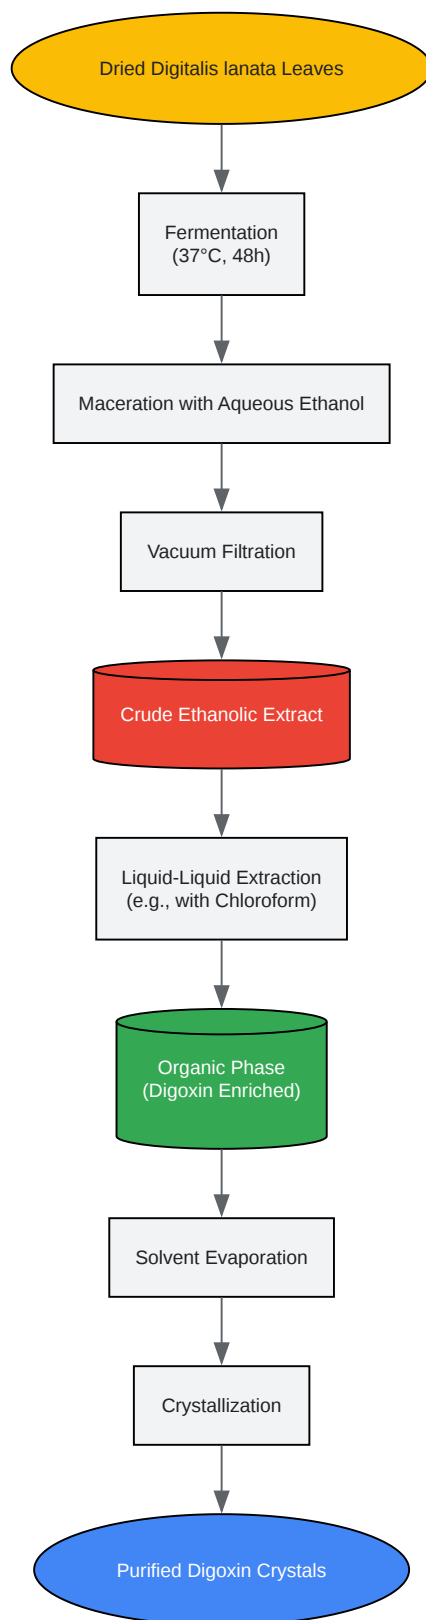 Dried Digitalis lanata Leaves
Fermentation
(37°C, 48h)
Maceration with Aqueous Ethanol
Vacuum Filtration
Crude Ethanolic Extract
Liquid-Liquid Extraction
(e.g., with Chloroform)
Organic Phase
(Digoxin Enriched)
Solvent Evaporation
Crystallization
Purified Digoxin Crystals